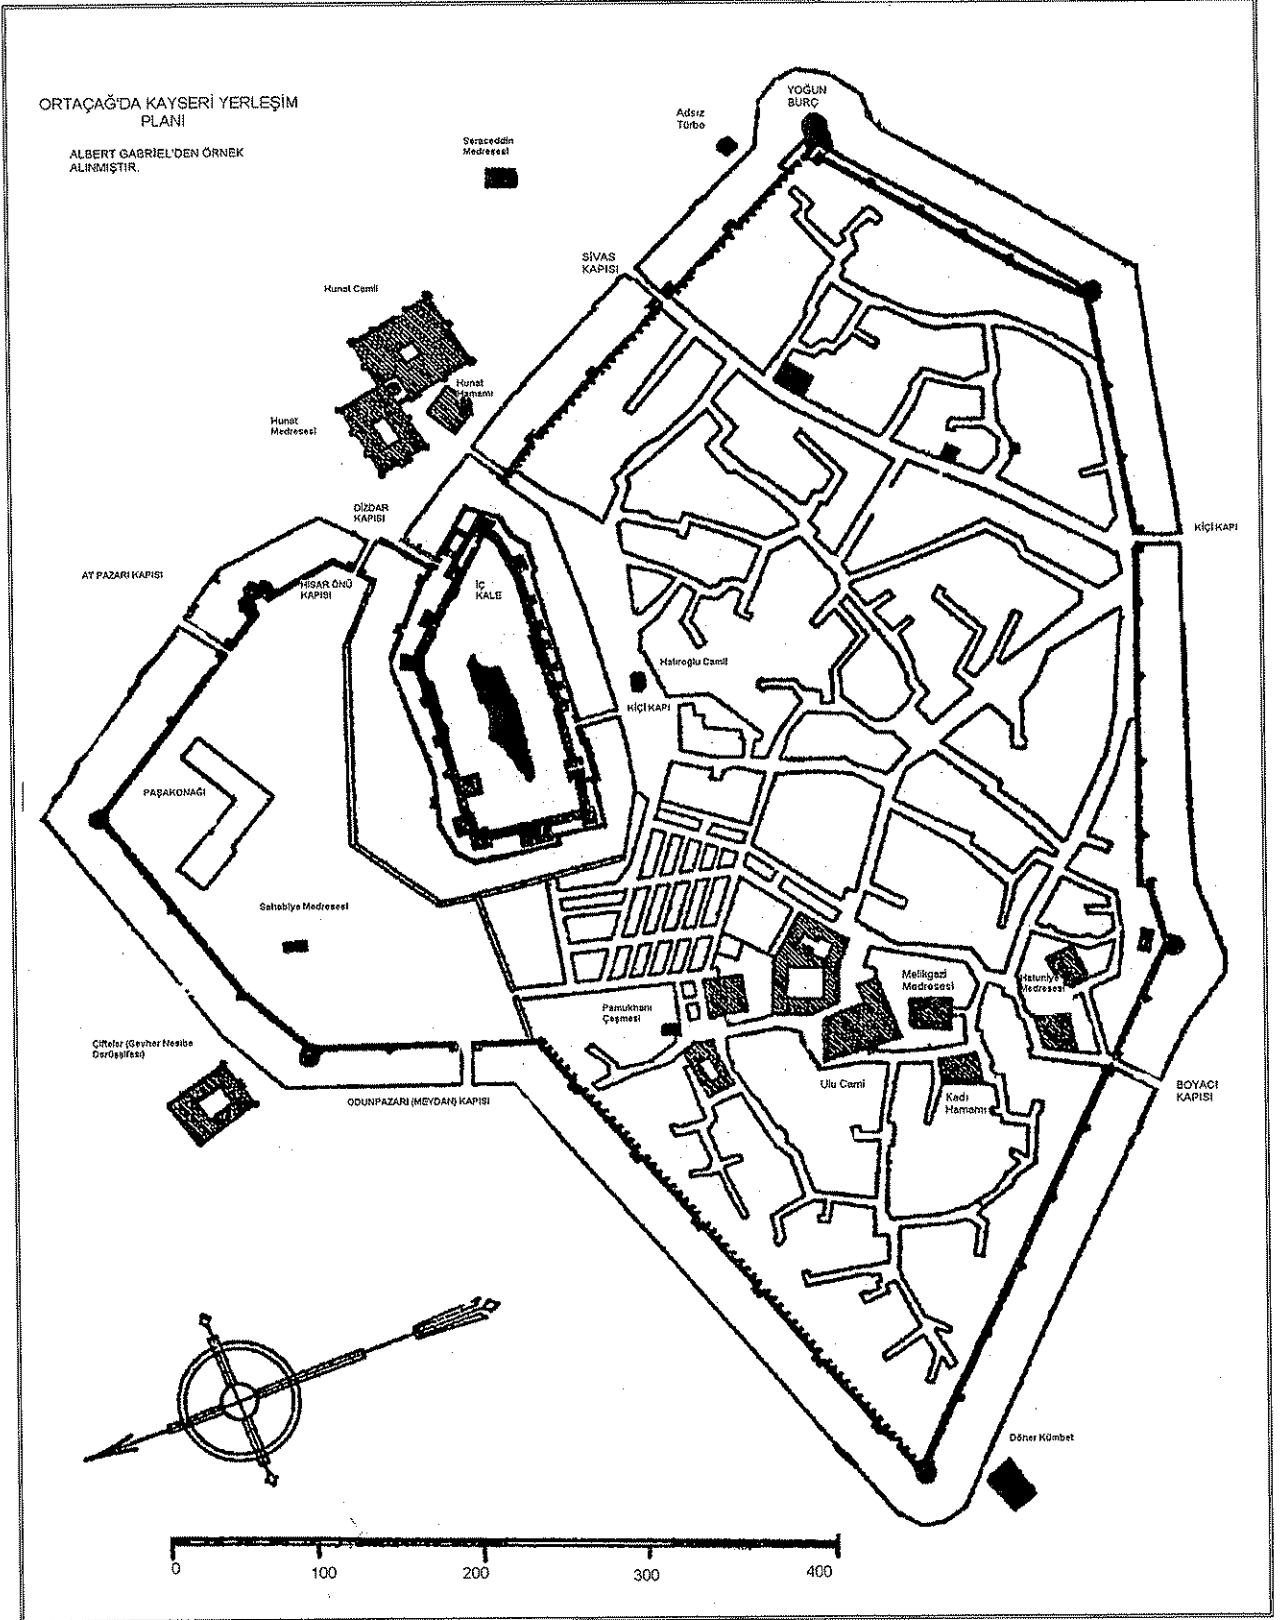 ORTAÇAĞ'DA KAYSERİ YERLEŞİM
PLANI
ALBERT GABRİEL'DEN ÖRNEK
ALINMIŞTIR.
YOĞUN
BURÇ
Adsız
Türbe
Seraceddin
Medresesi
SİVAS
KAPISI
Hunat Camii
Hunat
Hamamı
Hunat
Medresesi
DİZDAR
KAPISI
KİÇİ KAPI
AT PAZARI KAPISI
HİSAR ÖNÜ
KAPISI
İÇ
KALE
Hatıroğlu Camii
KİÇİ KAPI
PAŞAKONAĞI
Sahabiye Medresesi
Melikgazi
Medresesi
Hatuniye
Medresesi
Pamukhanı
Çeşmesi
Çifteler (Gevher Nesibe
Darüşşifası)
Ulu Cami
Kadı
Hamamı
BOYACI
KAPISI
ODUNPAZARI (MEYDAN) KAPISI
Döner Kümbet
0
100
200
300
400